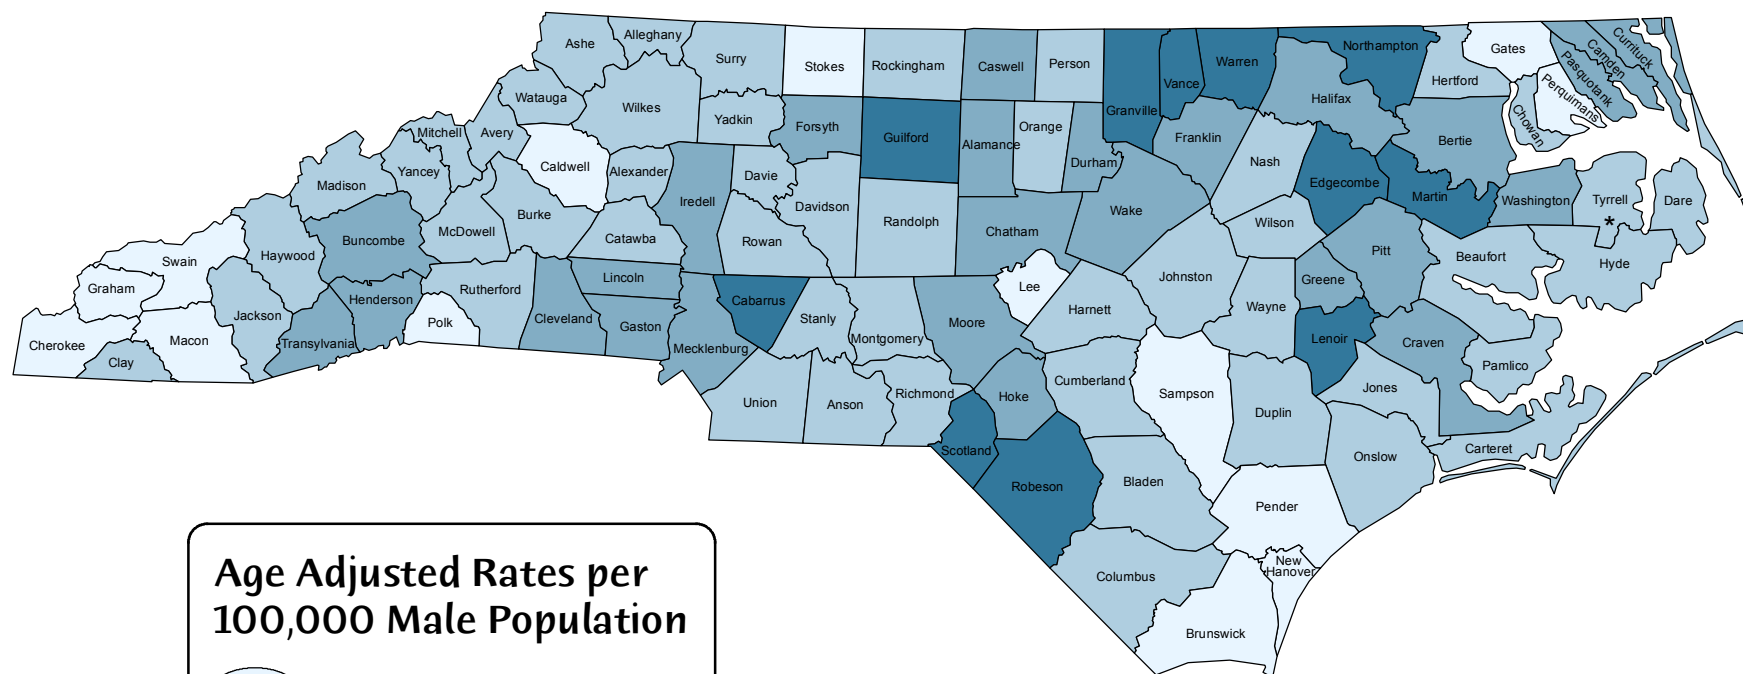 Ashe
Alleghany
Surry
Stokes
Rockingham
Caswell
Person
Granville
Vance
Warren
Northampton
Hertford
Gates
Currituck
Camden
Pasquotank
Perquimans
Chowan
Watauga
Wilkes
Yadkin
Forsyth
Guilford
Alamance
Orange
Durham
Franklin
Halifax
Bertie
Mitchell
Avery
Caldwell
Alexander
Davie
Nash
Edgecombe
Martin
Madison
Yancey
Iredell
Davidson
Randolph
Chatham
Wake
Wilson
Washington
Tyrrell
*
Dare
Buncombe
McDowell
Burke
Catawba
Rowan
Pitt
Beaufort
Hyde
Swain
Haywood
Lincoln
Lee
Johnston
Greene
Graham
Henderson
Rutherford
Cabarrus
Harnett
Wayne
Jackson
Polk
Cleveland
Gaston
Stanly
Moore
Lenoir
Craven
Cherokee
Macon
Transylvania
Mecklenburg
Montgomery
Pamlico
Clay
Union
Anson
Richmond
Hoke
Cumberland
Sampson
Duplin
Jones
Scotland
Carteret
Onslow
Robeson
Bladen
Pender
Columbus
New
Hanover
Brunswick
Age Adjusted Rates per
100,000 Male Population